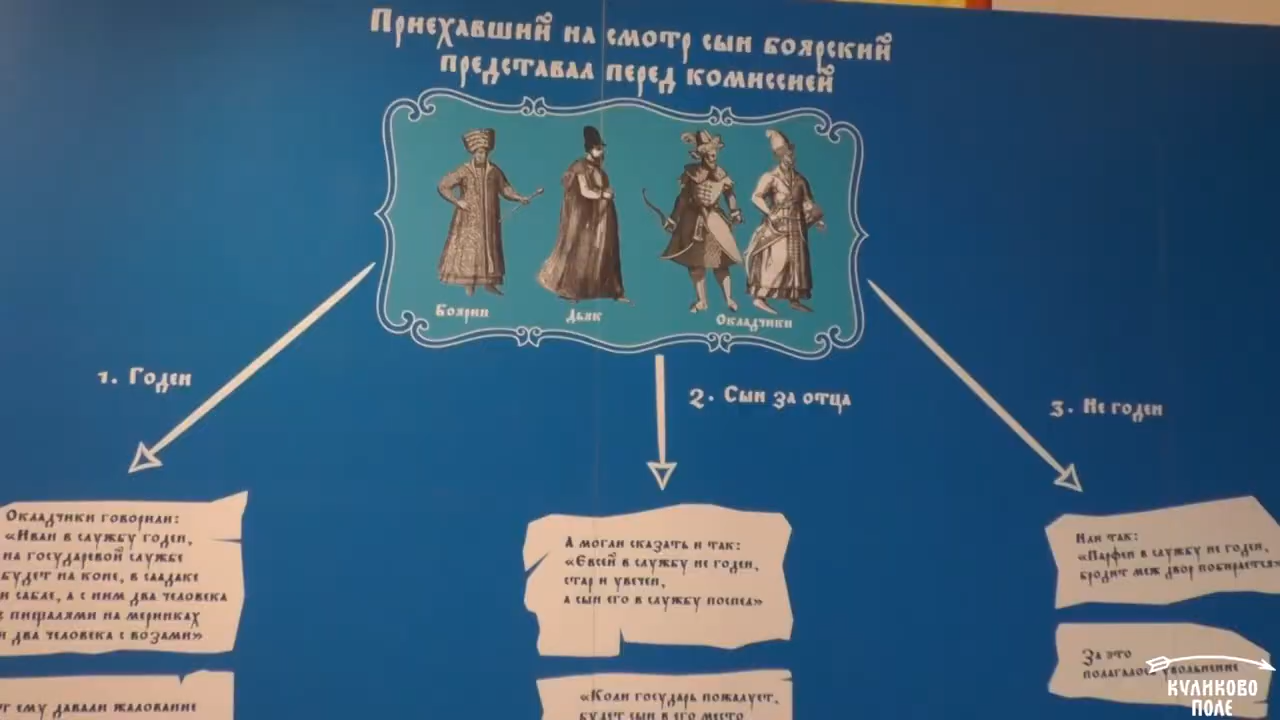 Приехавший на смотр сын боярский
представал перед комиссией
Боярин
Дьяк
Окладчики
1. Годен
2. Сын за отца
3. Не годен
Окладчики говорили:
«Иван в службу годен,
на государевой службе
будет на коне, в саадаке
и сабле, а с ним два человека
с пищалями на меринках
и два человека с возами»
ему давали жалование
А могли сказать и так:
«Евсей в службу не годен,
стар и увечен,
а сын его в службу поспел»
«Коли государь пожалует,
будет сын в его место
Или так:
«Парфен в службу не годен,
бродит меж двор побирается»
За это
полагалось увольнение
КУЛИКОВО
ПОЛЕ